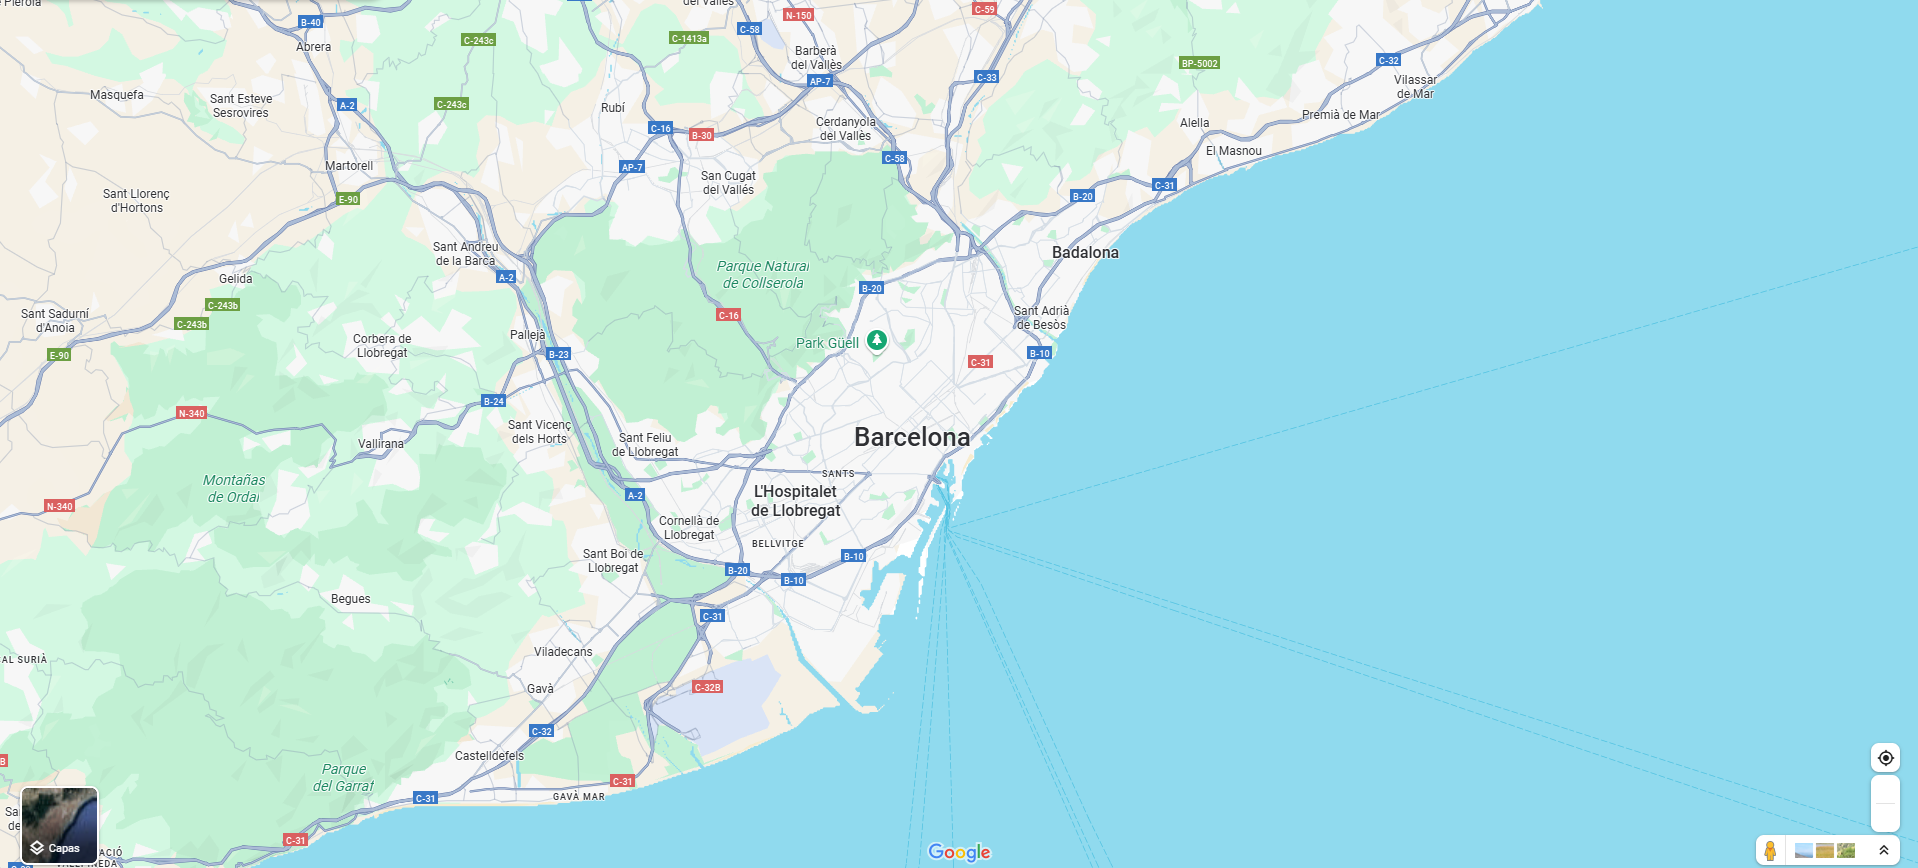 Pierola
B-40
Abrera
C-243c
del Vallès
N-150
C-58
C-1413a
C-59
Barberà
del Vallès
AP-7
C-33
BP-5002
C-32
Vilassar
de Mar
Masquefa
Sant Esteve
Sesrovires
A-2
C-243c
Rubí
C-16
B-30
Cerdanyola
del Vallès
Premià de Mar
Alella
El Masnou
Martorell
AP-7
C-58
San Cugat
del Vallés
C-31
B-20
Sant Llorenç
d'Hortons
E-90
Sant Andreu
de la Barca
A-2
Badalona
Parque Natural
de Collserola
B-20
Gelida
C-243b
C-243b
Sant Sadurní
d'Anoia
E-90
C-16
Sant Adrià
de Besòs
Corbera de
Llobregat
Pallejà
B-23
Park Güell
C-31
B-10
B-24
N-340
Vallirana
Sant Vicenç
dels Horts
Sant Feliu
de Llobregat
Barcelona
SANTS
Montañas
de Ordal
N-340
A-2
L'Hospitalet
de Llobregat
Cornellà de
Llobregat
BELLVITGE
Sant Boi de
Llobregat
B-10
B-20
B-10
Begues
C-31
AL SURIÀ
Viladecans
Gavà
C-32B
C-32
Castelldefels
B
Parque
del Garraf
C-31
C-31
GAVÀ MAR
Sa
de
Capas
C-31
ACIÓ
VALLPINEDA
Google